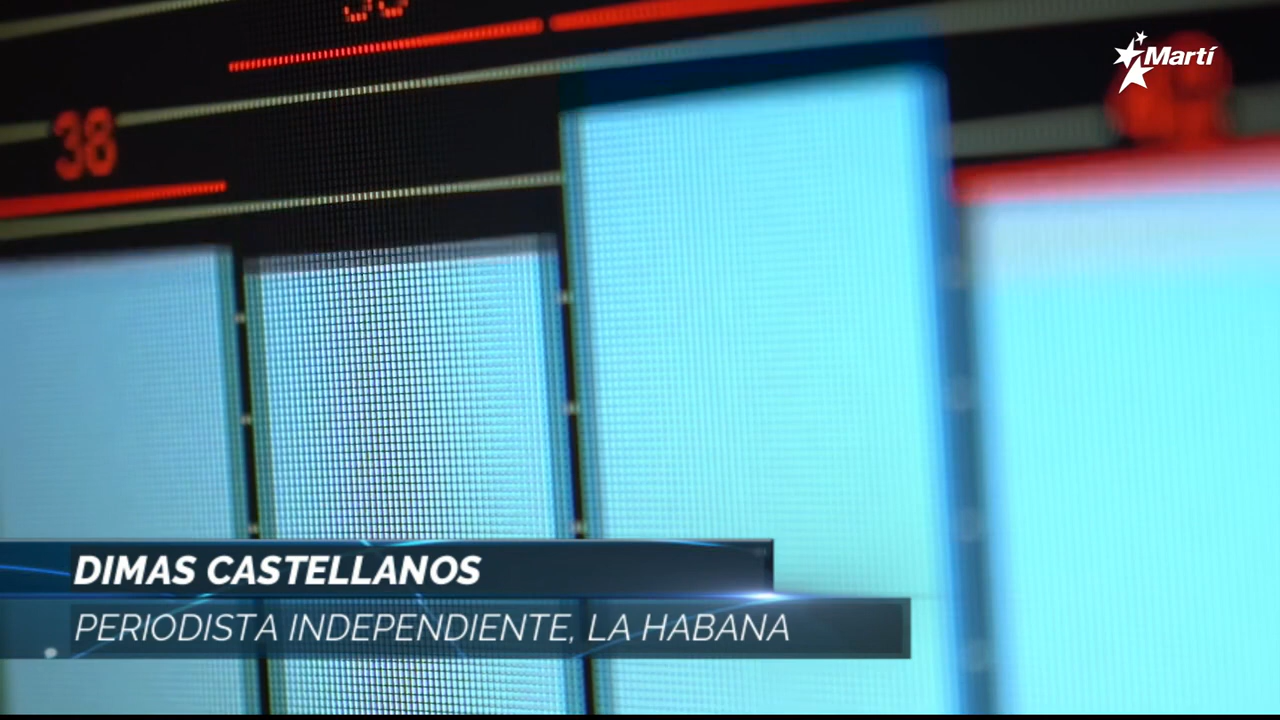 Martí
38
DIMAS CASTELLANOS
PERIODISTA INDEPENDIENTE, LA HABANA